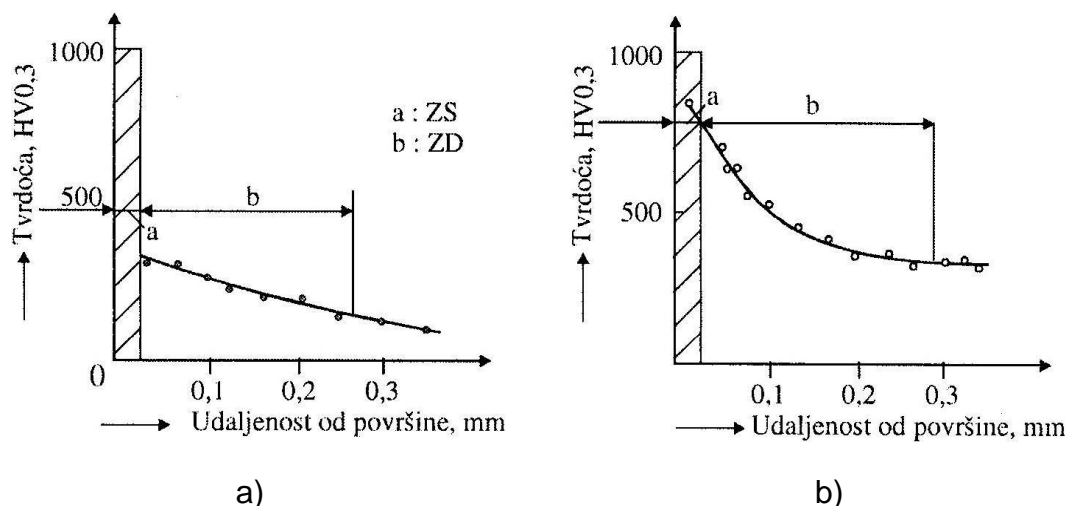 1000
500
0
Tvrdoća, HV0,3
a : ZS
b : ZD
b
a
0,1
0,2
0,3
Udaljenost od površine, mm
a)
1000
500
Tvrdoća, HV0,3
a
b
0,1
0,2
0,3
Udaljenost od površine, mm
b)